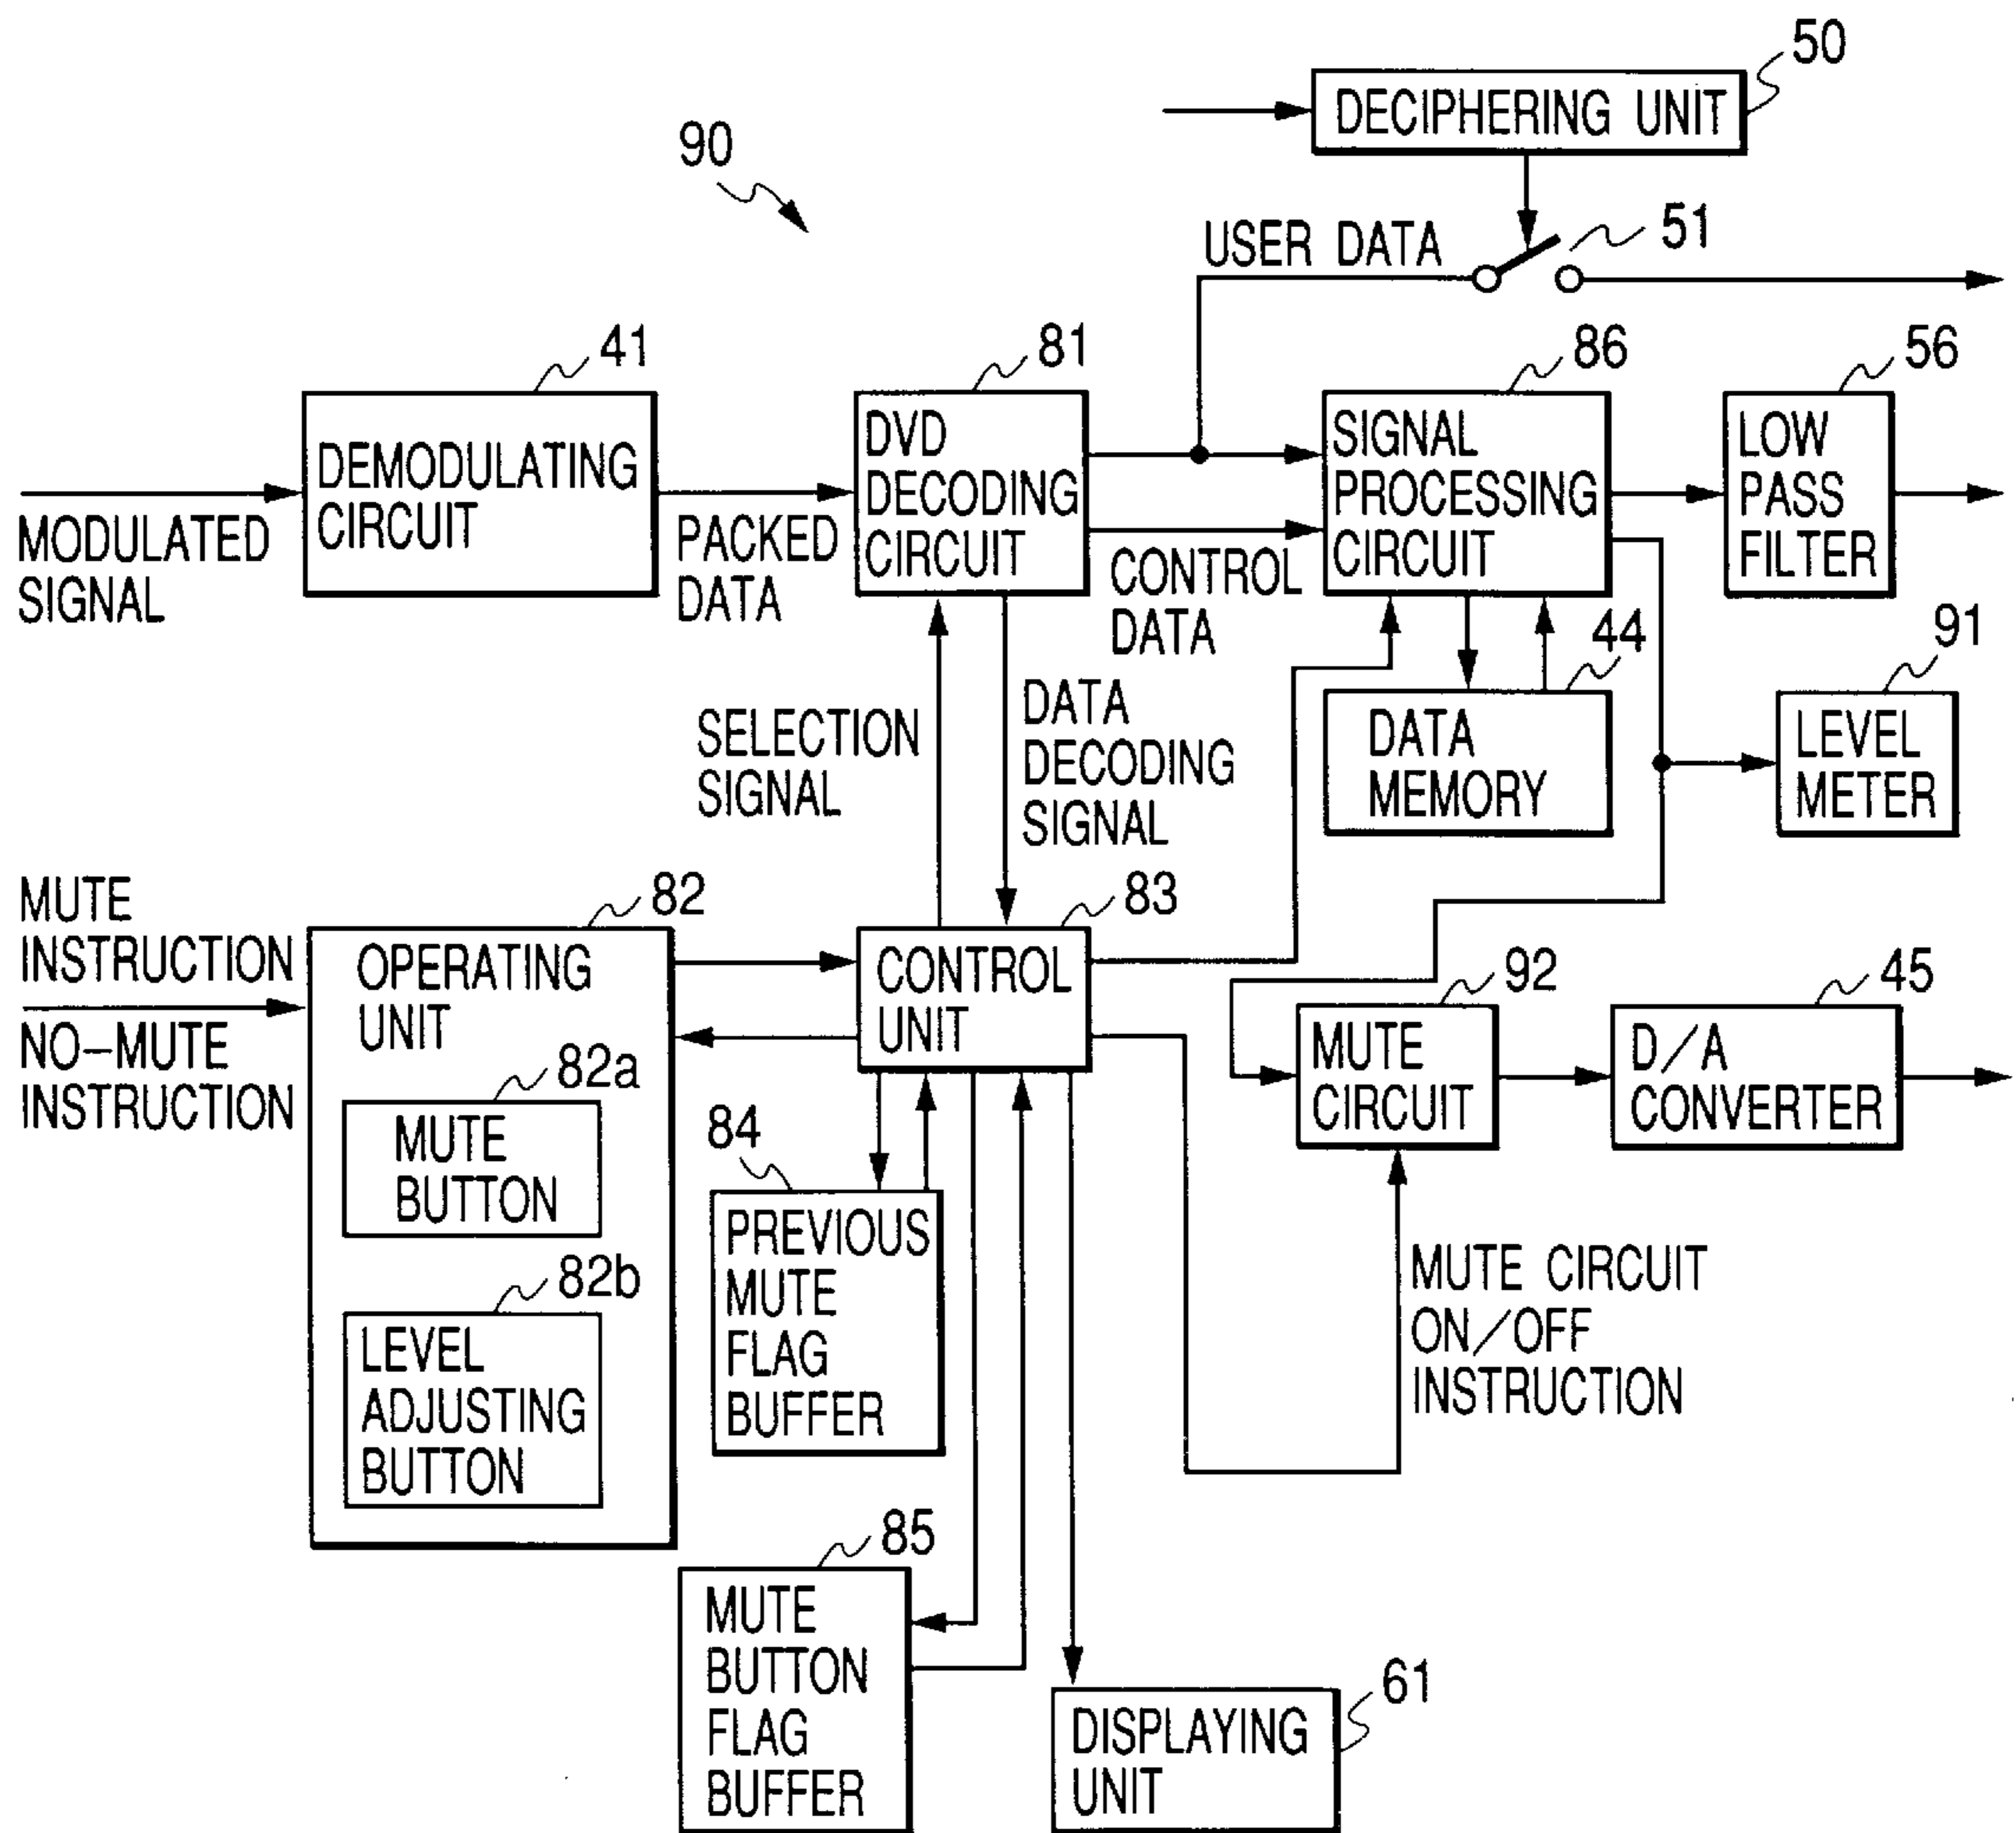 50
DECIPHERING UNIT
90
USER DATA
51
41
81
86
56
DEMODULATING
CIRCUIT
DVD
DECODING
CIRCUIT
SIGNAL
PROCESSING
CIRCUIT
LOW
PASS
FILTER
MODULATED
SIGNAL
PACKED
DATA
CONTROL
DATA
44
91
SELECTION
SIGNAL
DATA
DECODING
SIGNAL
DATA
MEMORY
LEVEL
METER
MUTE
INSTRUCTION
NO-MUTE
INSTRUCTION
82
OPERATING
UNIT
83
CONTROL
UNIT
92
MUTE
CIRCUIT
45
D/A
CONVERTER
82a
MUTE
BUTTON
82b
LEVEL
ADJUSTING
BUTTON
84
PREVIOUS
MUTE
FLAG
BUFFER
MUTE CIRCUIT
ON/OFF
INSTRUCTION
85
MUTE
BUTTON
FLAG
BUFFER
61
DISPLAYING
UNIT